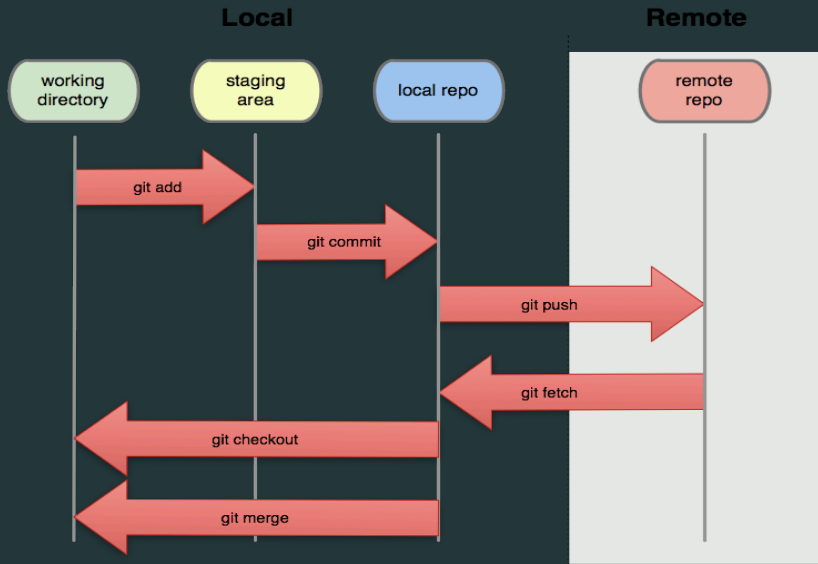 Local
Remote
working
directory
staging
area
local repo
remote
repo
git add
git commit
git push
git fetch
git checkout
git merge